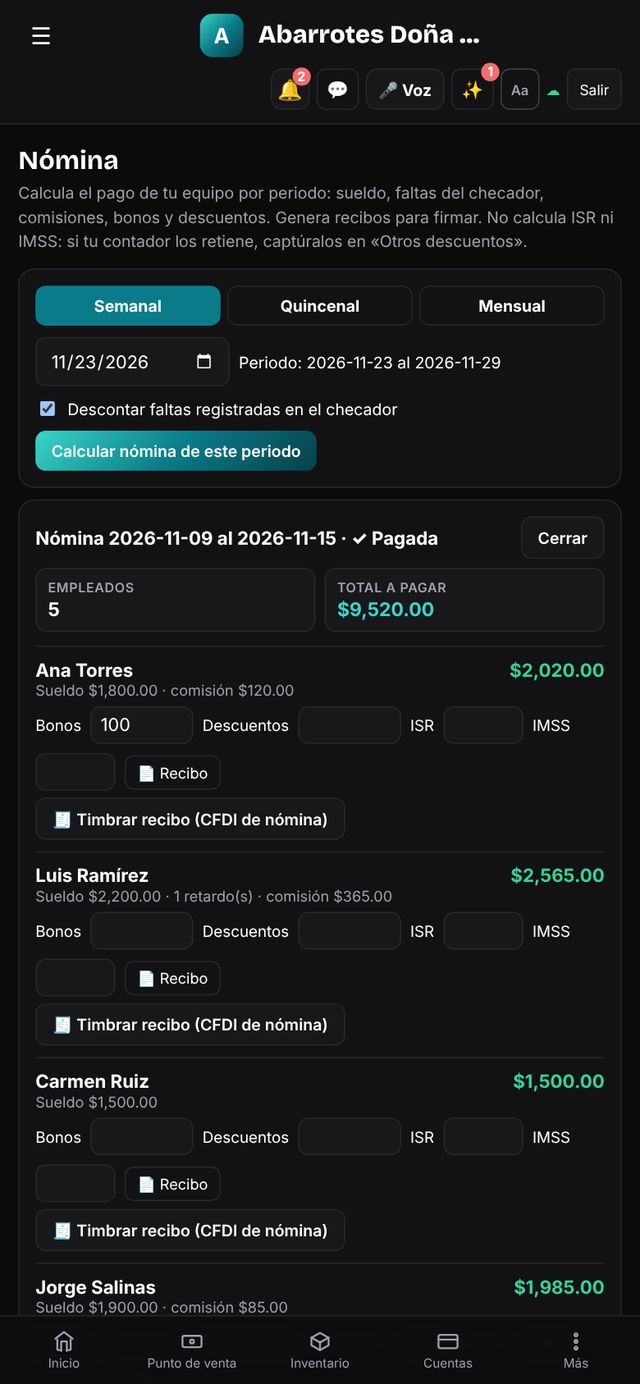 ☰
A Abarrotes Doña ...
🔔 2 💬 🎤 Voz ✨ 1 Aa ☁ Salir
Nómina
Calcula el pago de tu equipo por periodo: sueldo, faltas del checador,
comisiones, bonos y descuentos. Genera recibos para firmar. No calcula ISR ni
IMSS: si tu contador los retiene, captúralos en «Otros descuentos».
Semanal Quincenal Mensual
11/23/2026 Periodo: 2026-11-23 al 2026-11-29
Descontar faltas registradas en el checador
Calcular nómina de este periodo
Nómina 2026-11-09 al 2026-11-15 · ✓ Pagada Cerrar
EMPLEADOS TOTAL A PAGAR
5 $9,520.00
Ana Torres $2,020.00
Sueldo $1,800.00 · comisión $120.00
Bonos 100 Descuentos ISR IMSS
📄 Recibo
🧾 Timbrar recibo (CFDI de nómina)
Luis Ramírez $2,565.00
Sueldo $2,200.00 · 1 retardo(s) · comisión $365.00
Bonos Descuentos ISR IMSS
📄 Recibo
🧾 Timbrar recibo (CFDI de nómina)
Carmen Ruiz $1,500.00
Sueldo $1,500.00
Bonos Descuentos ISR IMSS
📄 Recibo
🧾 Timbrar recibo (CFDI de nómina)
Jorge Salinas $1,985.00
Sueldo $1,900.00 · comisión $85.00
Inicio Punto de venta Inventario Cuentas Más